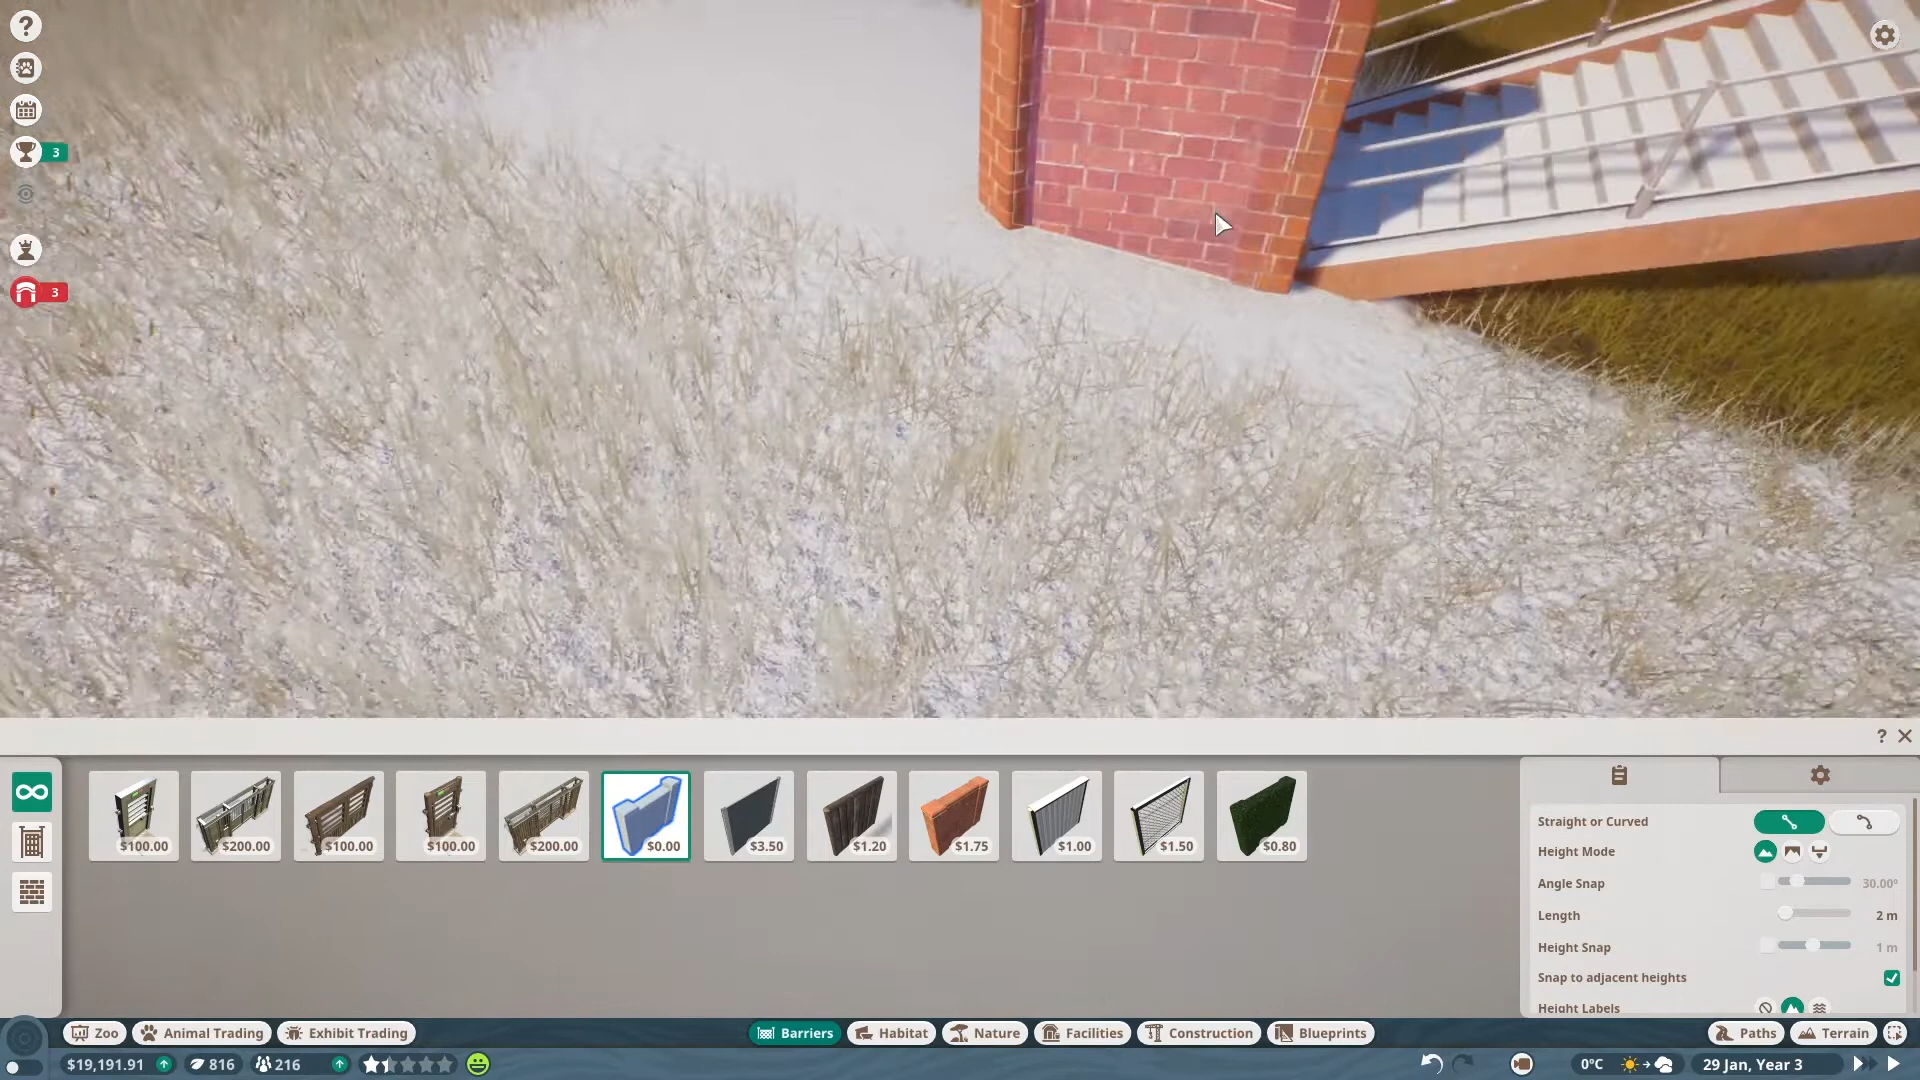 ?
3
3
?
$100.00 $200.00 $100.00 $100.00 $200.00 $0.00 $3.50 $1.20 $1.75 $1.00 $1.50 $0.80
Straight or Curved
Height Mode
Angle Snap 30.00°
Length 2 m
Height Snap 1 m
Snap to adjacent heights
Height Labels
Zoo Animal Trading Exhibit Trading Barriers Habitat Nature Facilities Construction Blueprints Paths Terrain
$19,191.91 816 216 0°C 29 Jan, Year 3